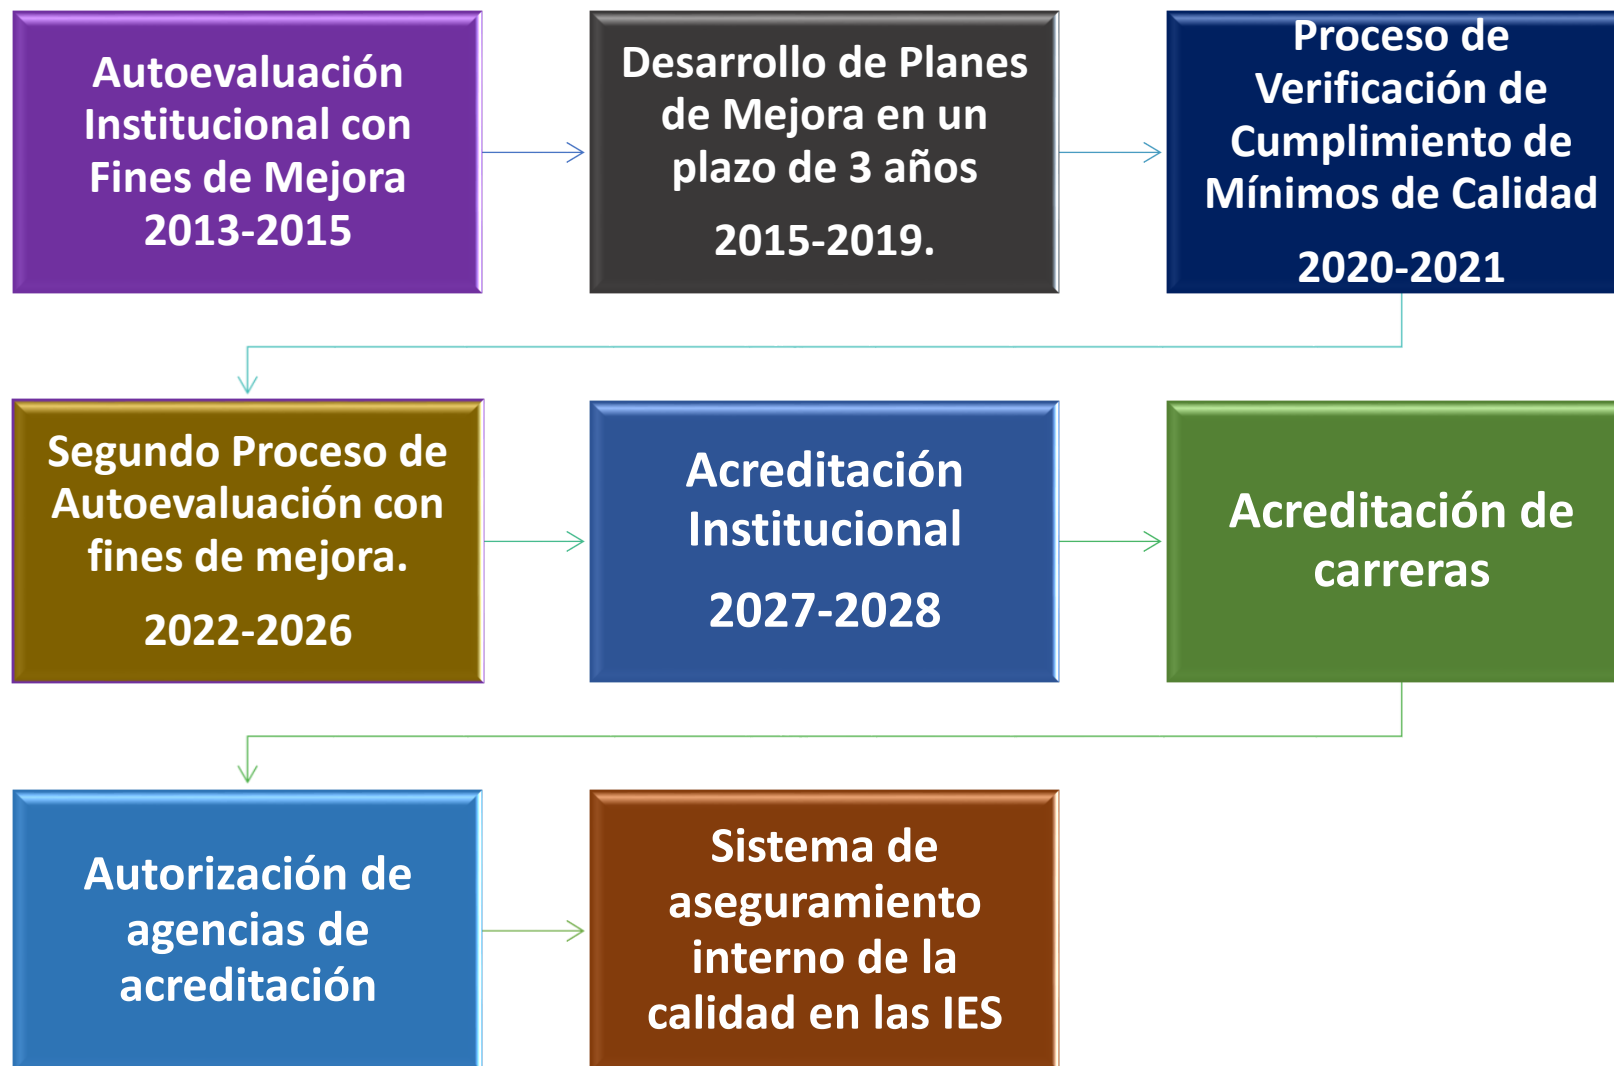 Autoevaluación
Institucional con
Fines de Mejora
2013-2015
Desarrollo de Planes
de Mejora en un
plazo de 3 años
2015-2019.
Proceso de
Verificación de
Cumplimiento de
Mínimos de Calidad
2020-2021
Segundo Proceso de
Autoevaluación con
fines de mejora.
2022-2026
Acreditación
Institucional
2027-2028
Acreditación de
carreras
Autorización de
agencias de
acreditación
Sistema de
aseguramiento
interno de la
calidad en las IES